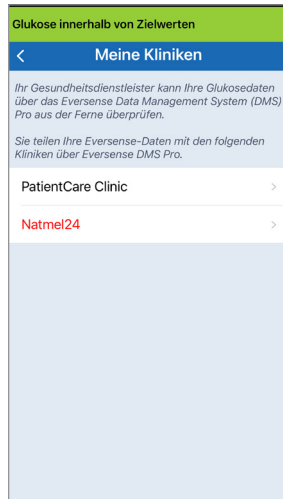 Glukose innerhalb von Zielwerten
Meine Kliniken
Ihr Gesundheitsdienstleister kann Ihre Glukosedaten
über das Eversense Data Management System (DMS)
Pro aus der Ferne überprüfen.
Sie teilen Ihre Eversense-Daten mit den folgenden
Kliniken über Eversense DMS Pro.
PatientCare Clinic
Natmel24